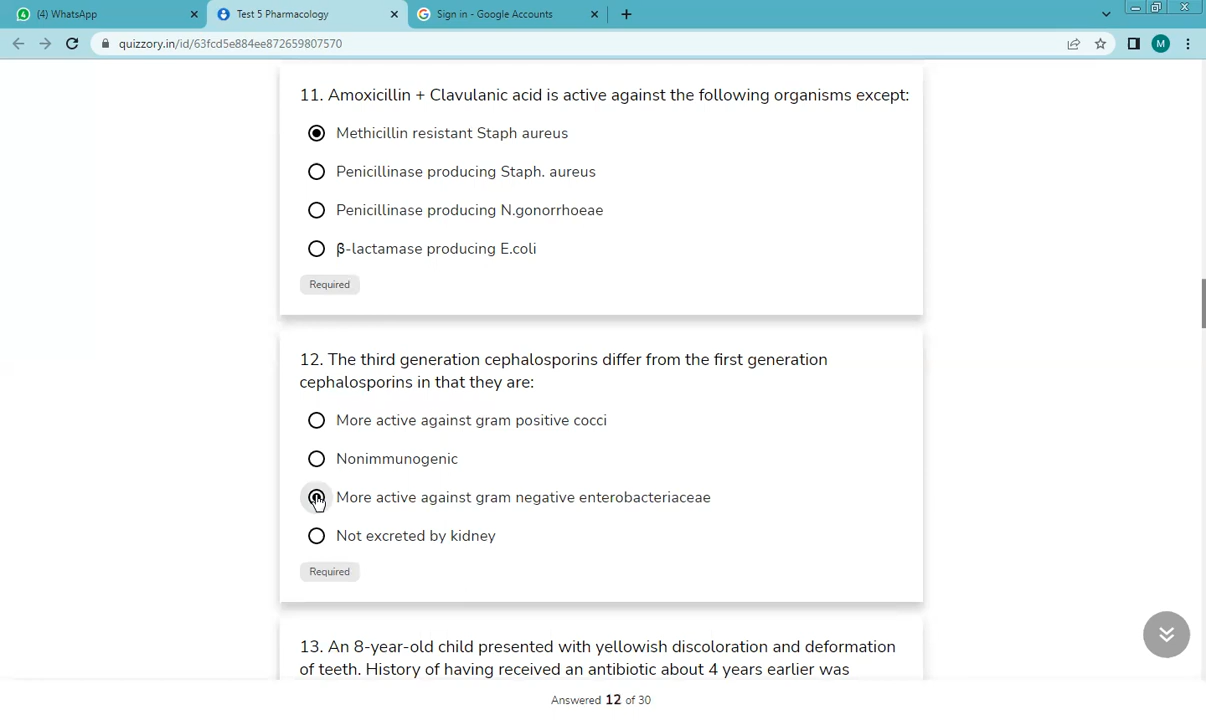 (4) WhatsApp
Test 5 Pharmacology
Sign in - Google Accounts
quizzory.in/id/63fcd5e884ee872659807570
M
11. Amoxicillin + Clavulanic acid is active against the following organisms except:
Methicillin resistant Staph aureus
Penicillinase producing Staph. aureus
Penicillinase producing N.gonorrhoeae
β-lactamase producing E.coli
Required
12. The third generation cephalosporins differ from the first generation
cephalosporins in that they are:
More active against gram positive cocci
Nonimmunogenic
More active against gram negative enterobacteriaceae
Not excreted by kidney
Required
13. An 8-year-old child presented with yellowish discoloration and deformation
of teeth. History of having received an antibiotic about 4 years earlier was
Answered 12 of 30